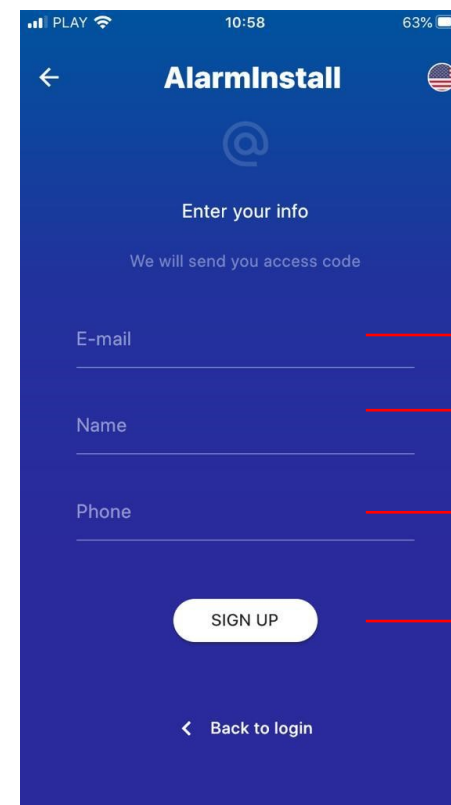 PLAY 10:58 63%
AlarmInstall
@
Enter your info
We will send you access code
E-mail
Name
Phone
SIGN UP
Back to login